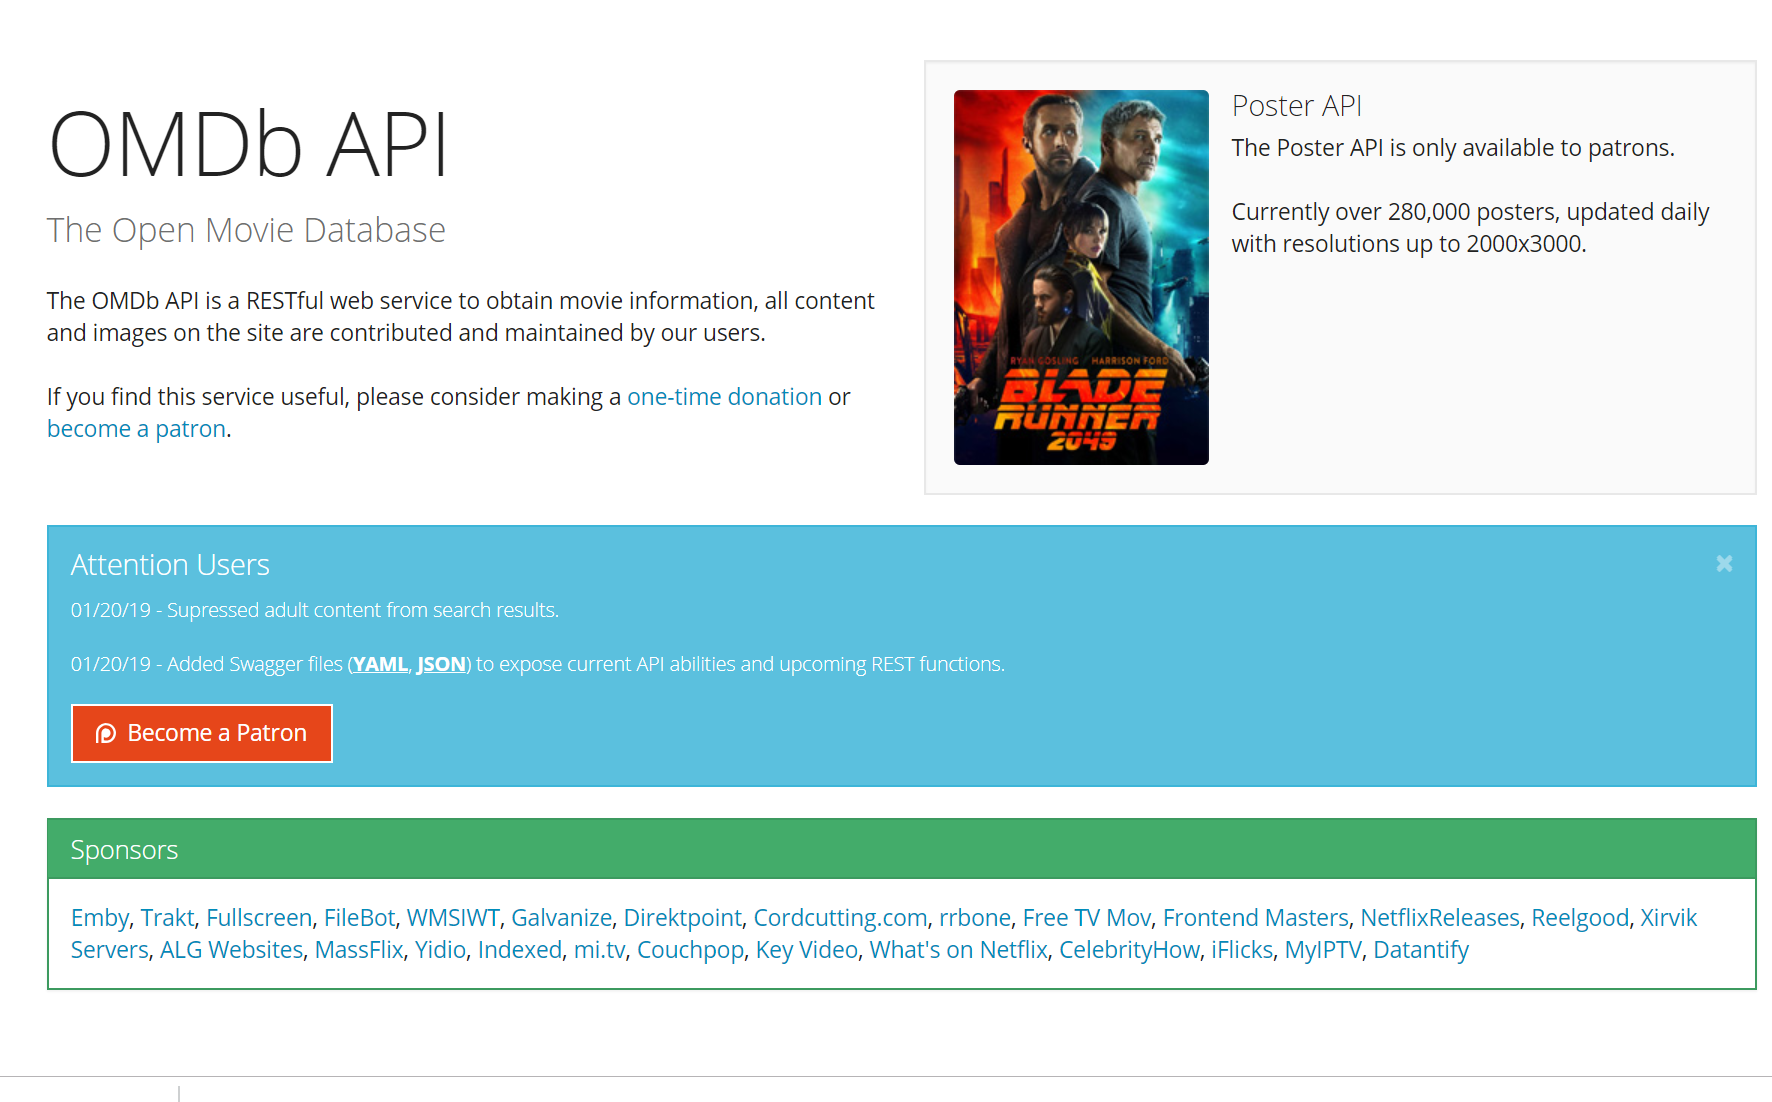 OMDb API
The Open Movie Database
The OMDb API is a RESTful web service to obtain movie information, all content
and images on the site are contributed and maintained by our users.
If you find this service useful, please consider making a one-time donation or
become a patron.
RYAN GOSLING HARRISON FORD
BLADE
RUNNER
2049
Poster API
The Poster API is only available to patrons.
Currently over 280,000 posters, updated daily
with resolutions up to 2000x3000.
Attention Users
01/20/19 - Supressed adult content from search results.
01/20/19 - Added Swagger files (YAML, JSON) to expose current API abilities and upcoming REST functions.
Become a Patron
Sponsors
Emby, Trakt, Fullscreen, FileBot, WMSIWT, Galvanize, Direktpoint, Cordcutting.com, rrbone, Free TV Mov, Frontend Masters, NetflixReleases, Reelgood, Xirvik
Servers, ALG Websites, MassFlix, Yidio, Indexed, mi.tv, Couchpop, Key Video, What's on Netflix, CelebrityHow, iFlicks, MyIPTV, Datantify